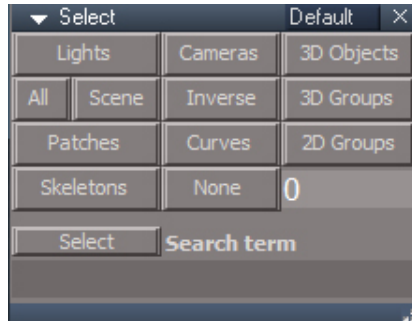 Select Default ×
Lights Cameras 3D Objects
All Scene Inverse 3D Groups
Patches Curves 2D Groups
Skeletons None 0
Select Search term